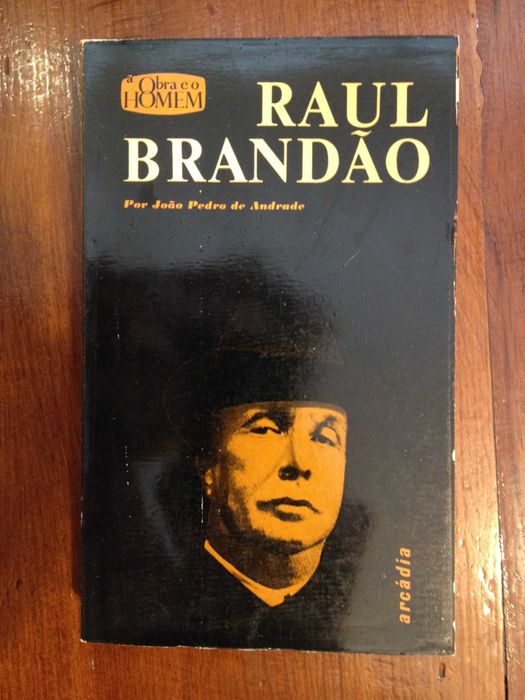 a Obra e o
HOMEM
RAUL
BRANDÃO
Por João Pedro de Andrade
arcádia